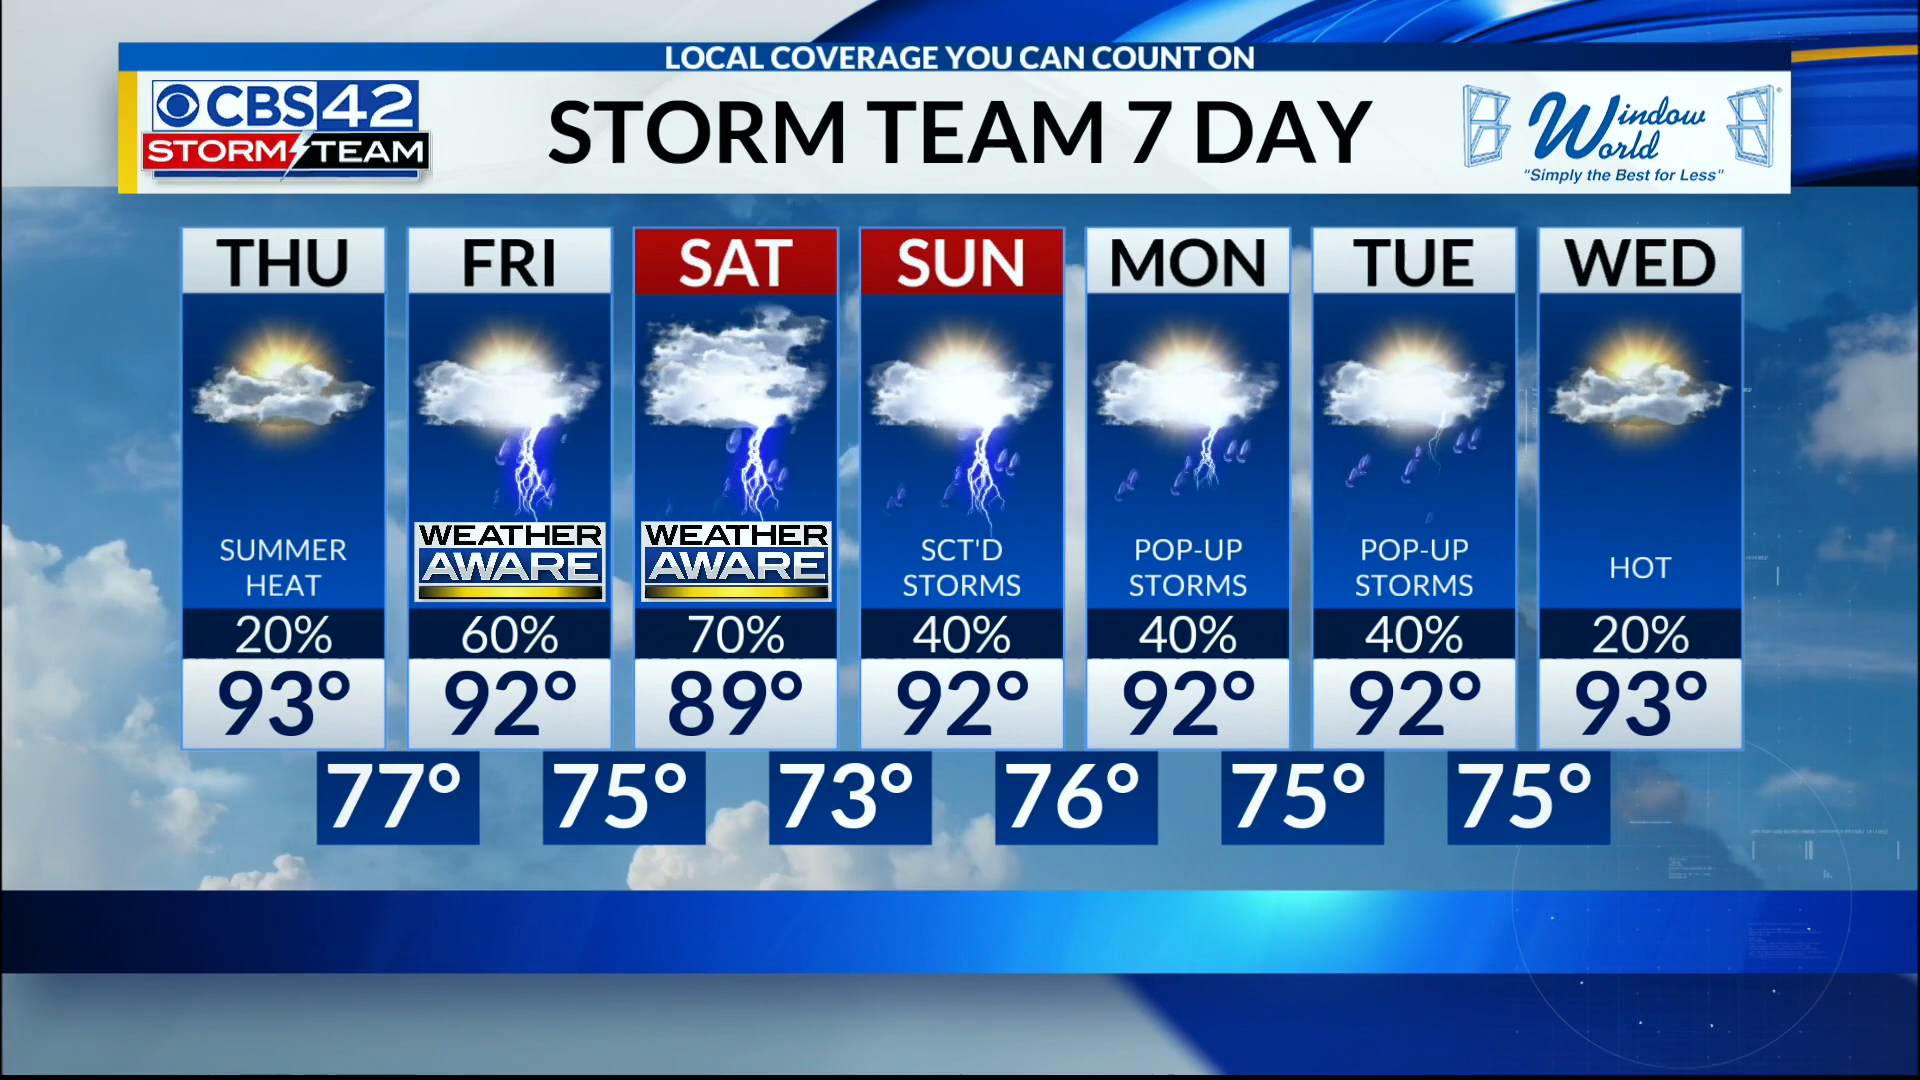 LOCAL COVERAGE YOU CAN COUNT ON
CBS 42
STORM TEAM
STORM TEAM 7 DAY
Window
World
"Simply the Best for Less"
THU
FRI
SAT
SUN
MON
TUE
WED
SUMMER
HEAT
WEATHER
AWARE
WEATHER
AWARE
SCT'D
STORMS
POP-UP
STORMS
POP-UP
STORMS
HOT
20%
60%
70%
40%
40%
40%
20%
93°
92°
89°
92°
92°
92°
93°
77°
75°
73°
76°
75°
75°